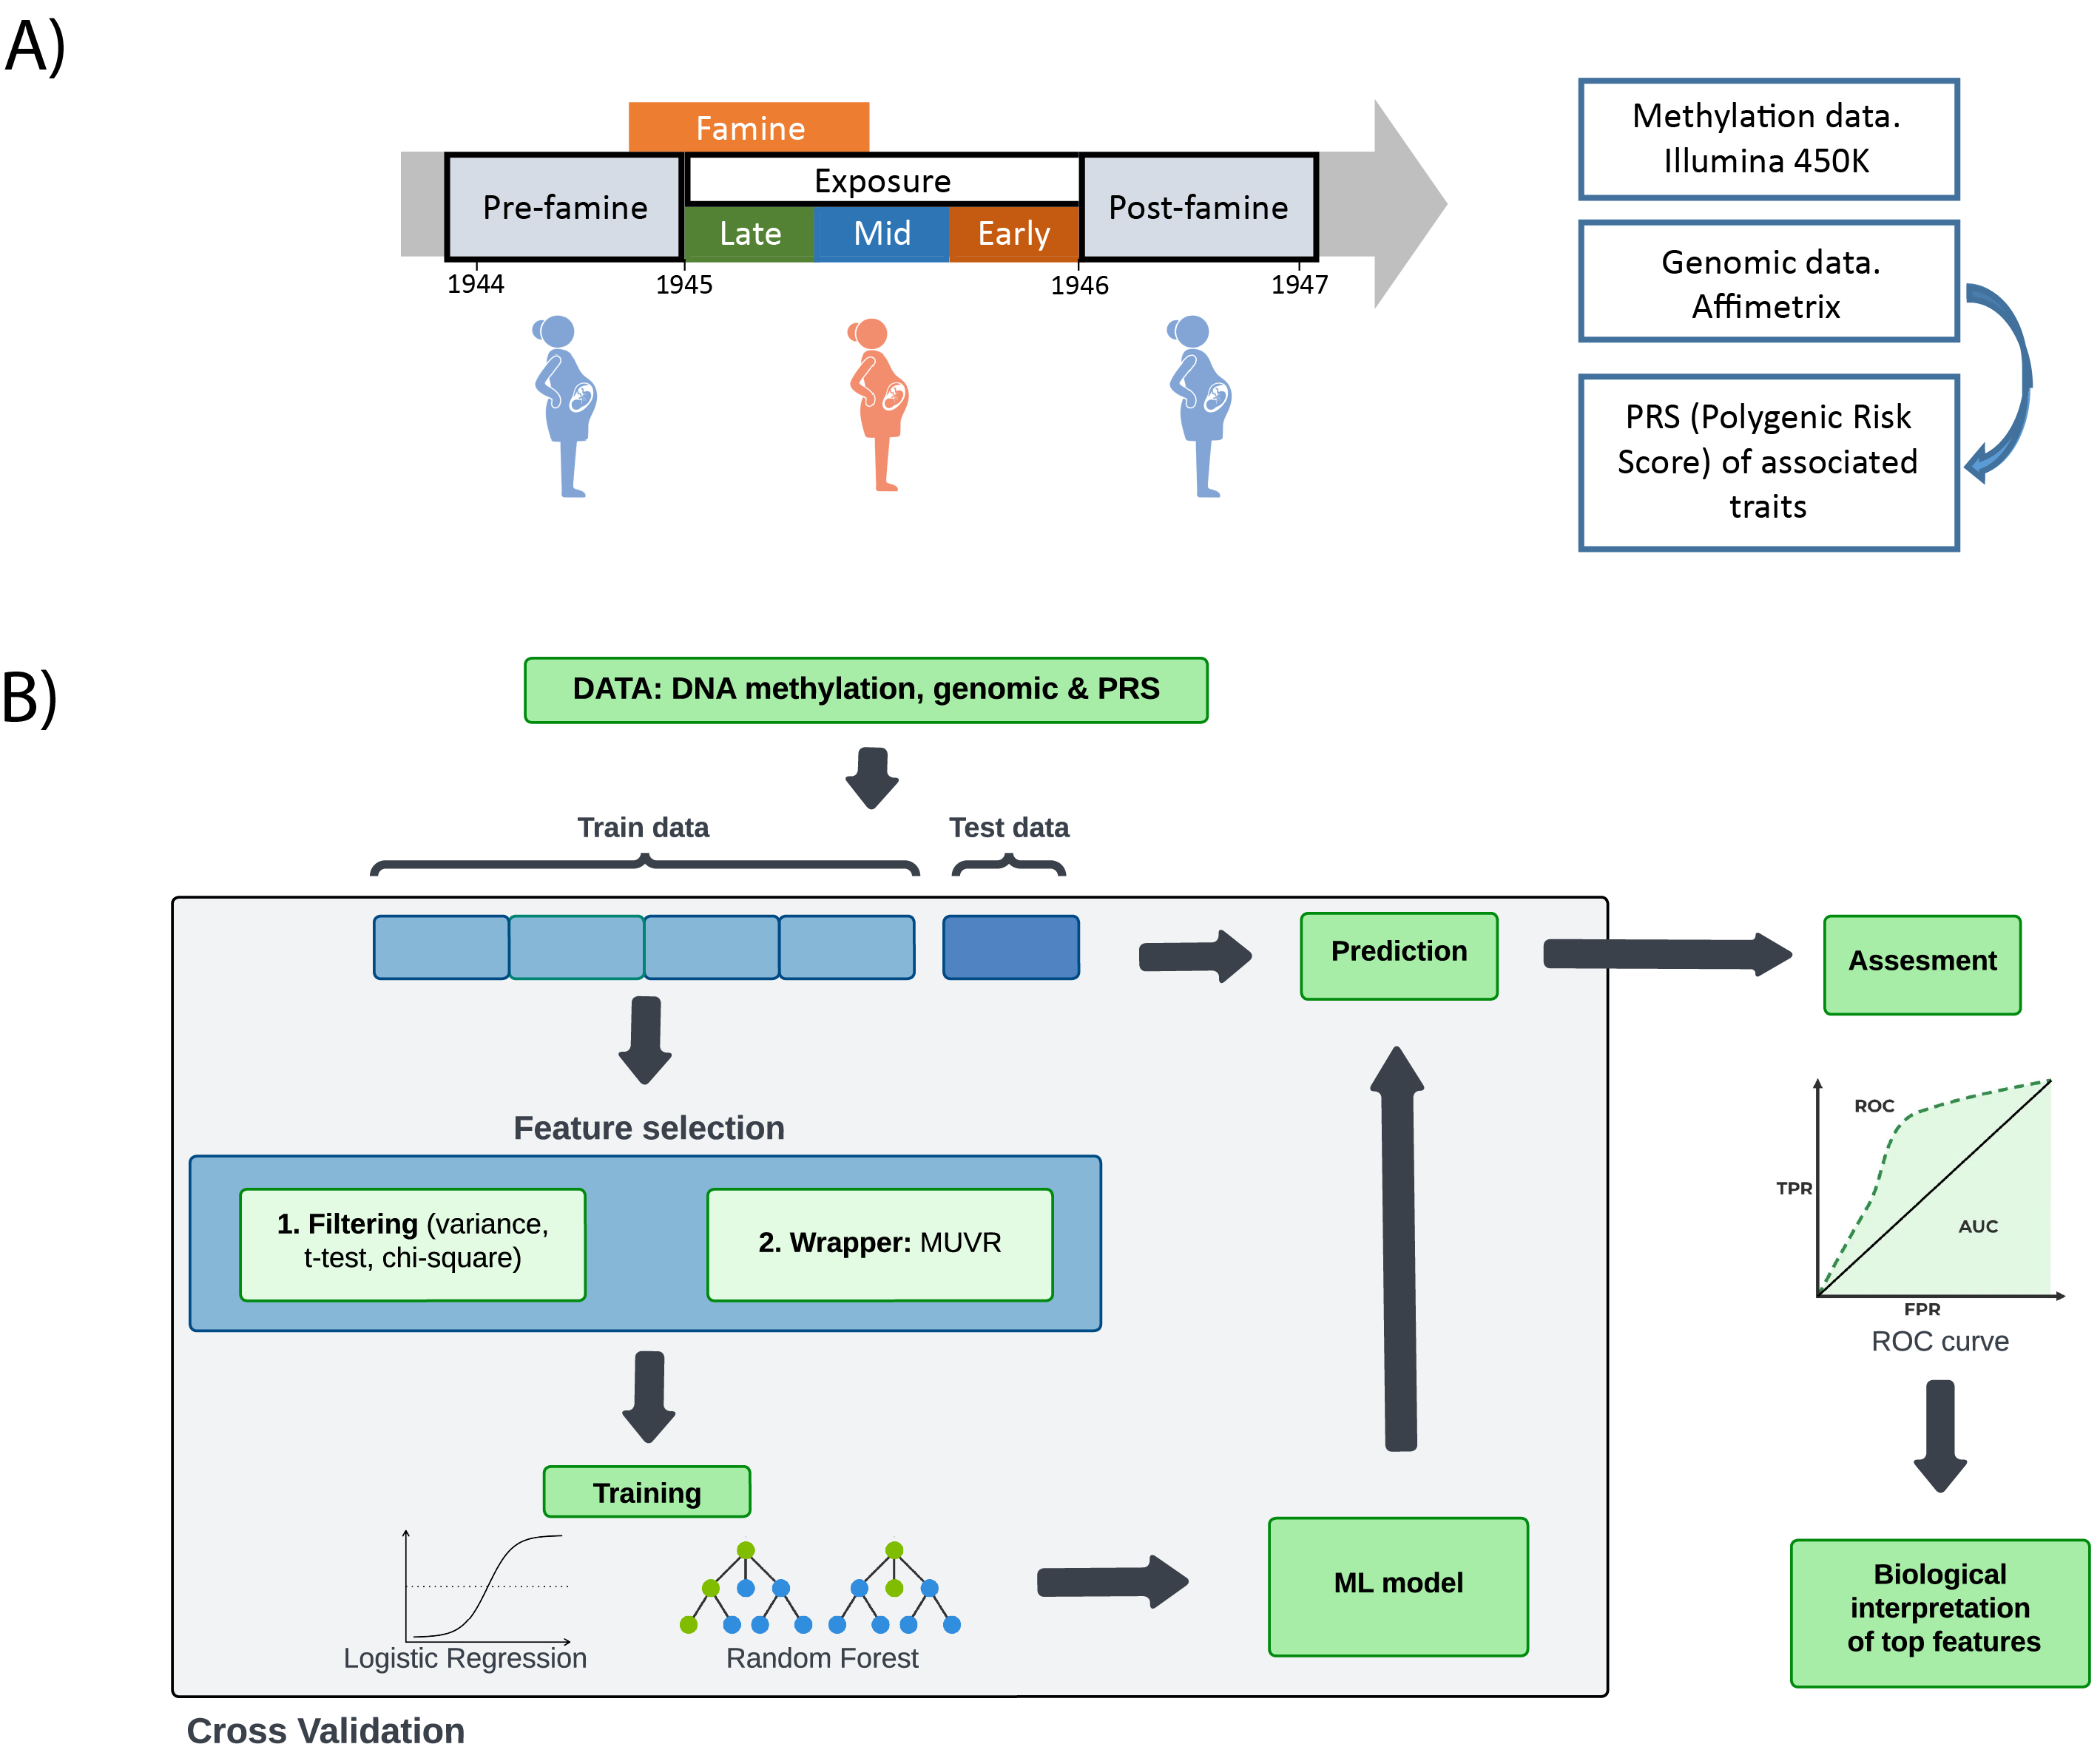 A)
Famine
Pre-famine
Exposure
Post-famine
Late
Mid
Early
1944
1945
1946
1947
Methylation data.
Illumina 450K
Genomic data.
Affimetrix
PRS (Polygenic Risk
Score) of associated
traits
B)
DATA: DNA methylation, genomic & PRS
Train data
Test data
Prediction
Assesment
Feature selection
1. Filtering (variance,
t-test, chi-square)
2. Wrapper: MUVR
ROC
TPR
AUC
FPR
ROC curve
Training
Logistic Regression
Random Forest
ML model
Biological
interpretation
of top features
Cross Validation